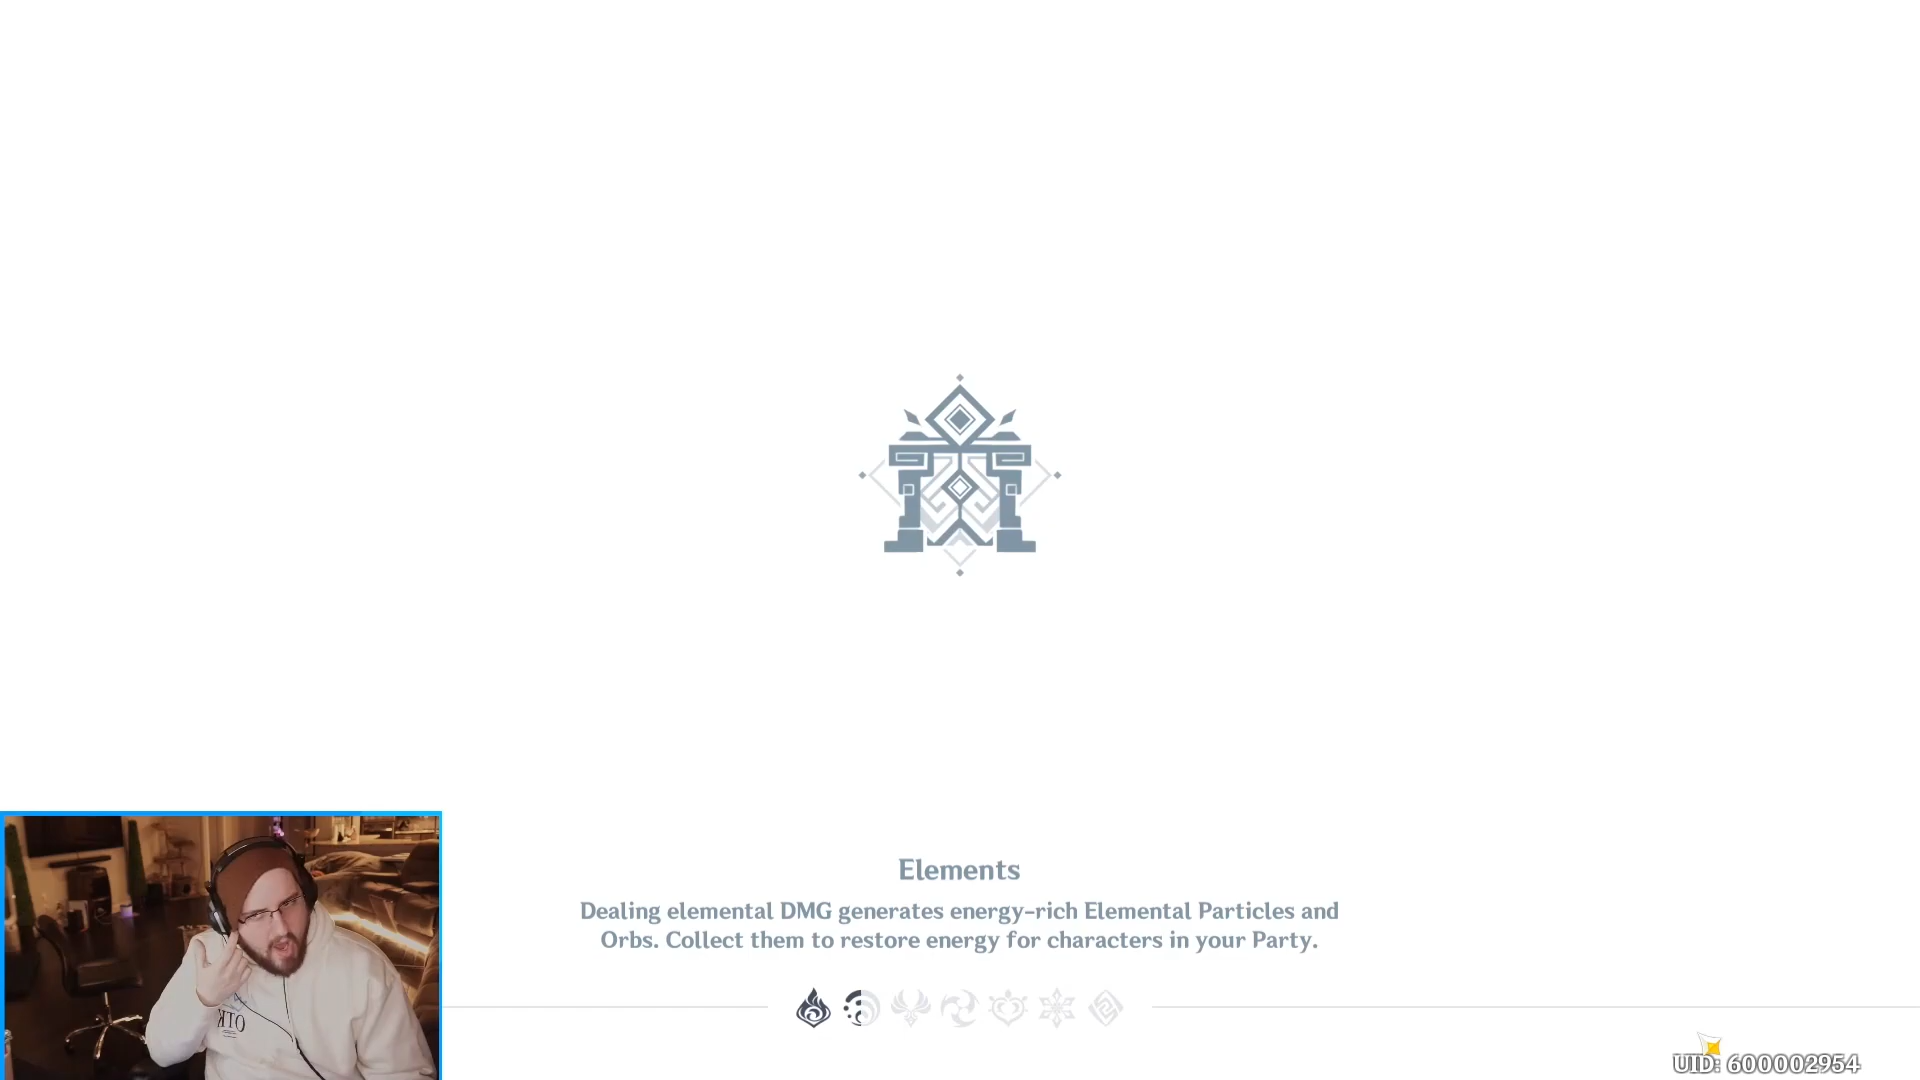 Elements
Dealing elemental DMG generates energy-rich Elemental Particles and
Orbs. Collect them to restore energy for characters in your Party.
OTK
UID: 600002954